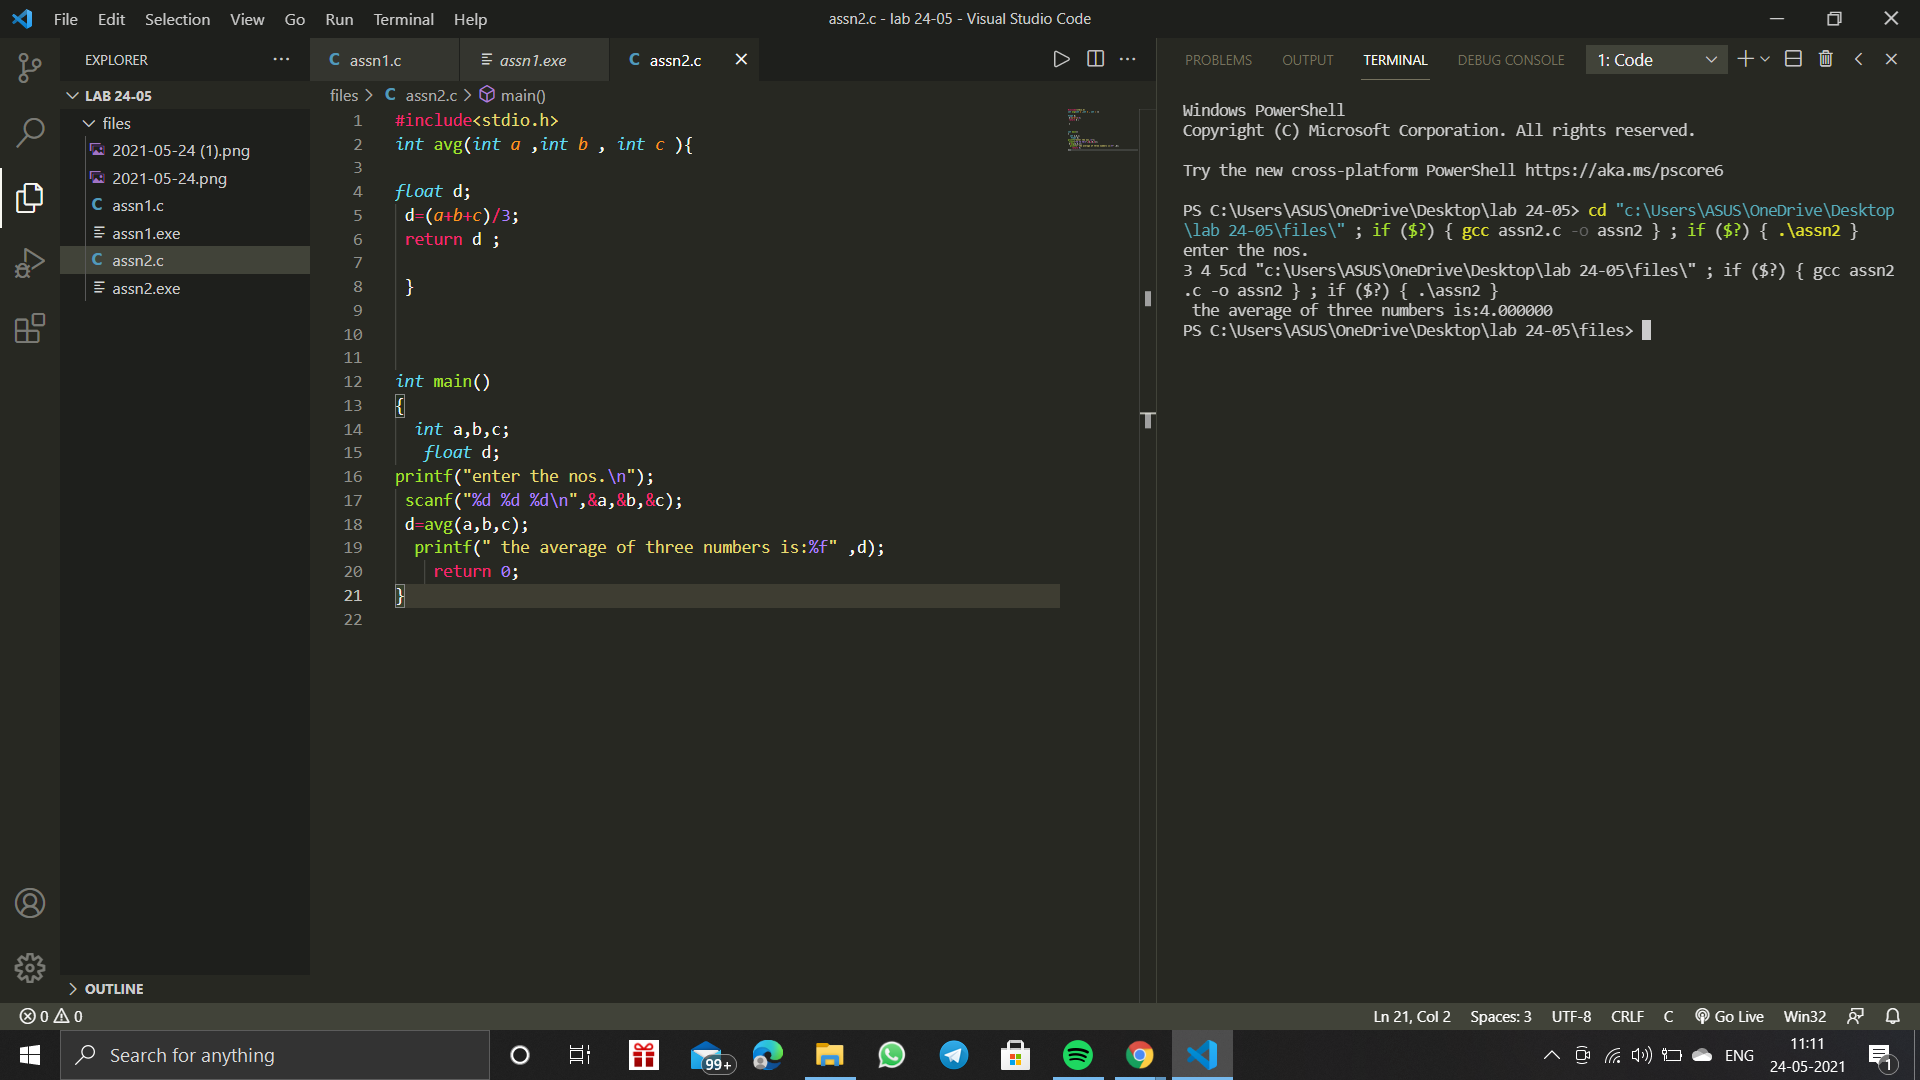 File Edit Selection View Go Run Terminal Help
assn2.c - lab 24-05 - Visual Studio Code
EXPLORER
LAB 24-05
files
2021-05-24 (1).png
2021-05-24.png
assn1.c
assn1.exe
assn2.c
assn2.exe
OUTLINE
C assn1.c
assn1.exe
C assn2.c
files > C assn2.c > main()
1 #include<stdio.h>
2 int avg(int a ,int b , int c ){
3
4 float d;
5 d=(a+b+c)/3;
6 return d ;
7
8 }
9
10
11
12 int main()
13 {
14 int a,b,c;
15 float d;
16 printf("enter the nos.\n");
17 scanf("%d %d %d\n",&a,&b,&c);
18 d=avg(a,b,c);
19 printf(" the average of three numbers is:%f" ,d);
20 return 0;
21 }
22
PROBLEMS OUTPUT TERMINAL DEBUG CONSOLE 1: Code
Windows PowerShell
Copyright (C) Microsoft Corporation. All rights reserved.
Try the new cross-platform PowerShell https://aka.ms/pscore6
PS C:\Users\ASUS\OneDrive\Desktop\lab 24-05> cd "c:\Users\ASUS\OneDrive\Desktop
\lab 24-05\files\" ; if ($?) { gcc assn2.c -o assn2 } ; if ($?) { .\assn2 }
enter the nos.
3 4 5cd "c:\Users\ASUS\OneDrive\Desktop\lab 24-05\files\" ; if ($?) { gcc assn2
.c -o assn2 } ; if ($?) { .\assn2 }
the average of three numbers is:4.000000
PS C:\Users\ASUS\OneDrive\Desktop\lab 24-05\files>
0 0
Ln 21, Col 2 Spaces: 3 UTF-8 CRLF C Go Live Win32
Search for anything
99+
ENG
11:11
24-05-2021
1